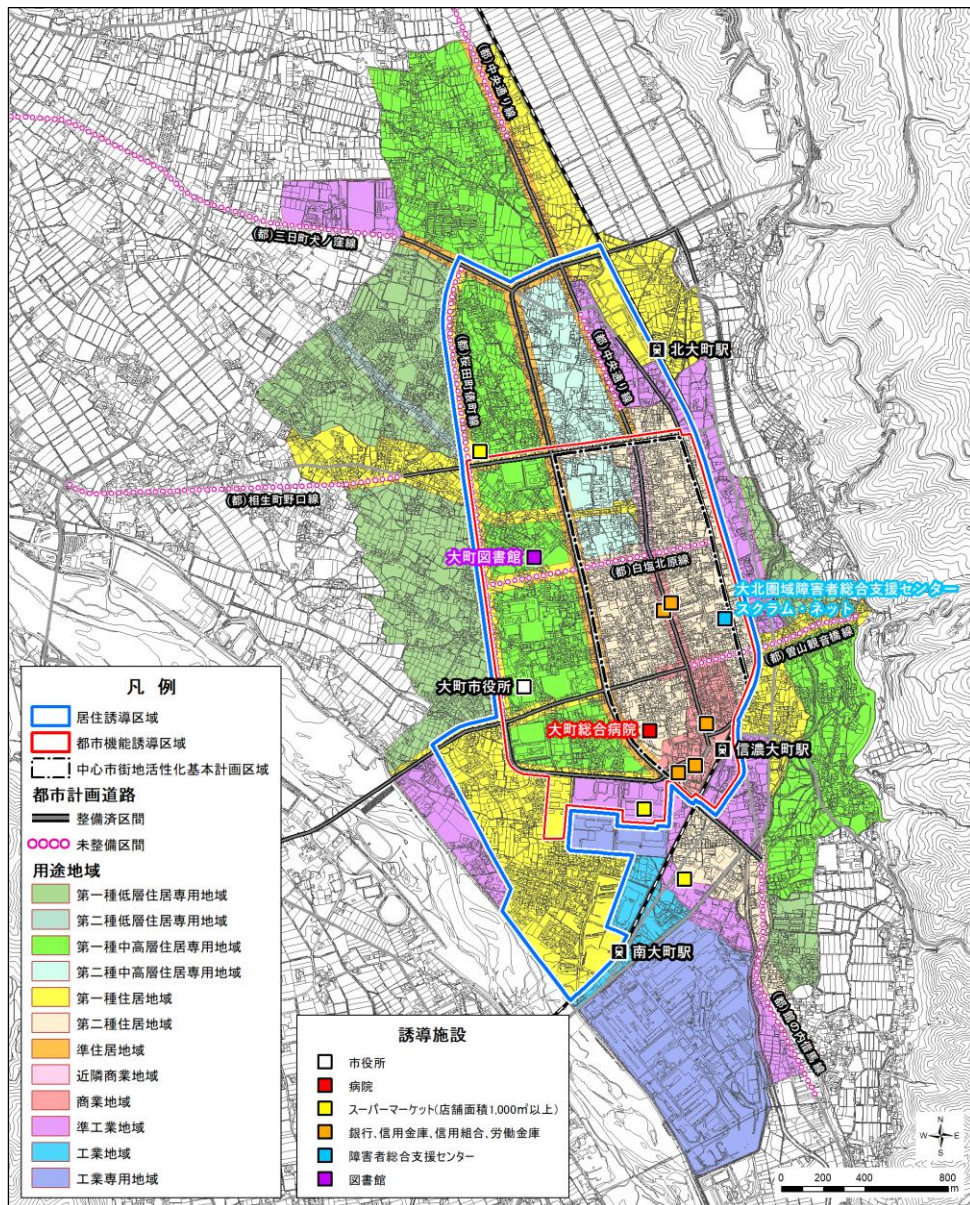 (都)中央通り線
(都)三日町大ノ窪線
北大町駅
(都)中央通り線
(都)相生町野口線
大町図書館
(都)白塩北原線
大北圏域障害者総合支援センター
スクラム・ネット
(都)曽山観音橋線
大町市役所
大町総合病院
信濃大町駅
南大町駅
凡 例
居住誘導区域
都市機能誘導区域
中心市街地活性化基本計画区域
都市計画道路
整備済区間
未整備区間
用途地域
第一種低層住居専用地域
第二種低層住居専用地域
第一種中高層住居専用地域
第二種中高層住居専用地域
第一種住居地域
第二種住居地域
準住居地域
近隣商業地域
商業地域
準工業地域
工業地域
工業専用地域
誘導施設
市役所
病院
スーパーマーケット(店舗面積1,000㎡以上)
銀行、信用金庫、信用組合、労働金庫
障害者総合支援センター
図書館
N
W E
S
0 200 400 600 800
m